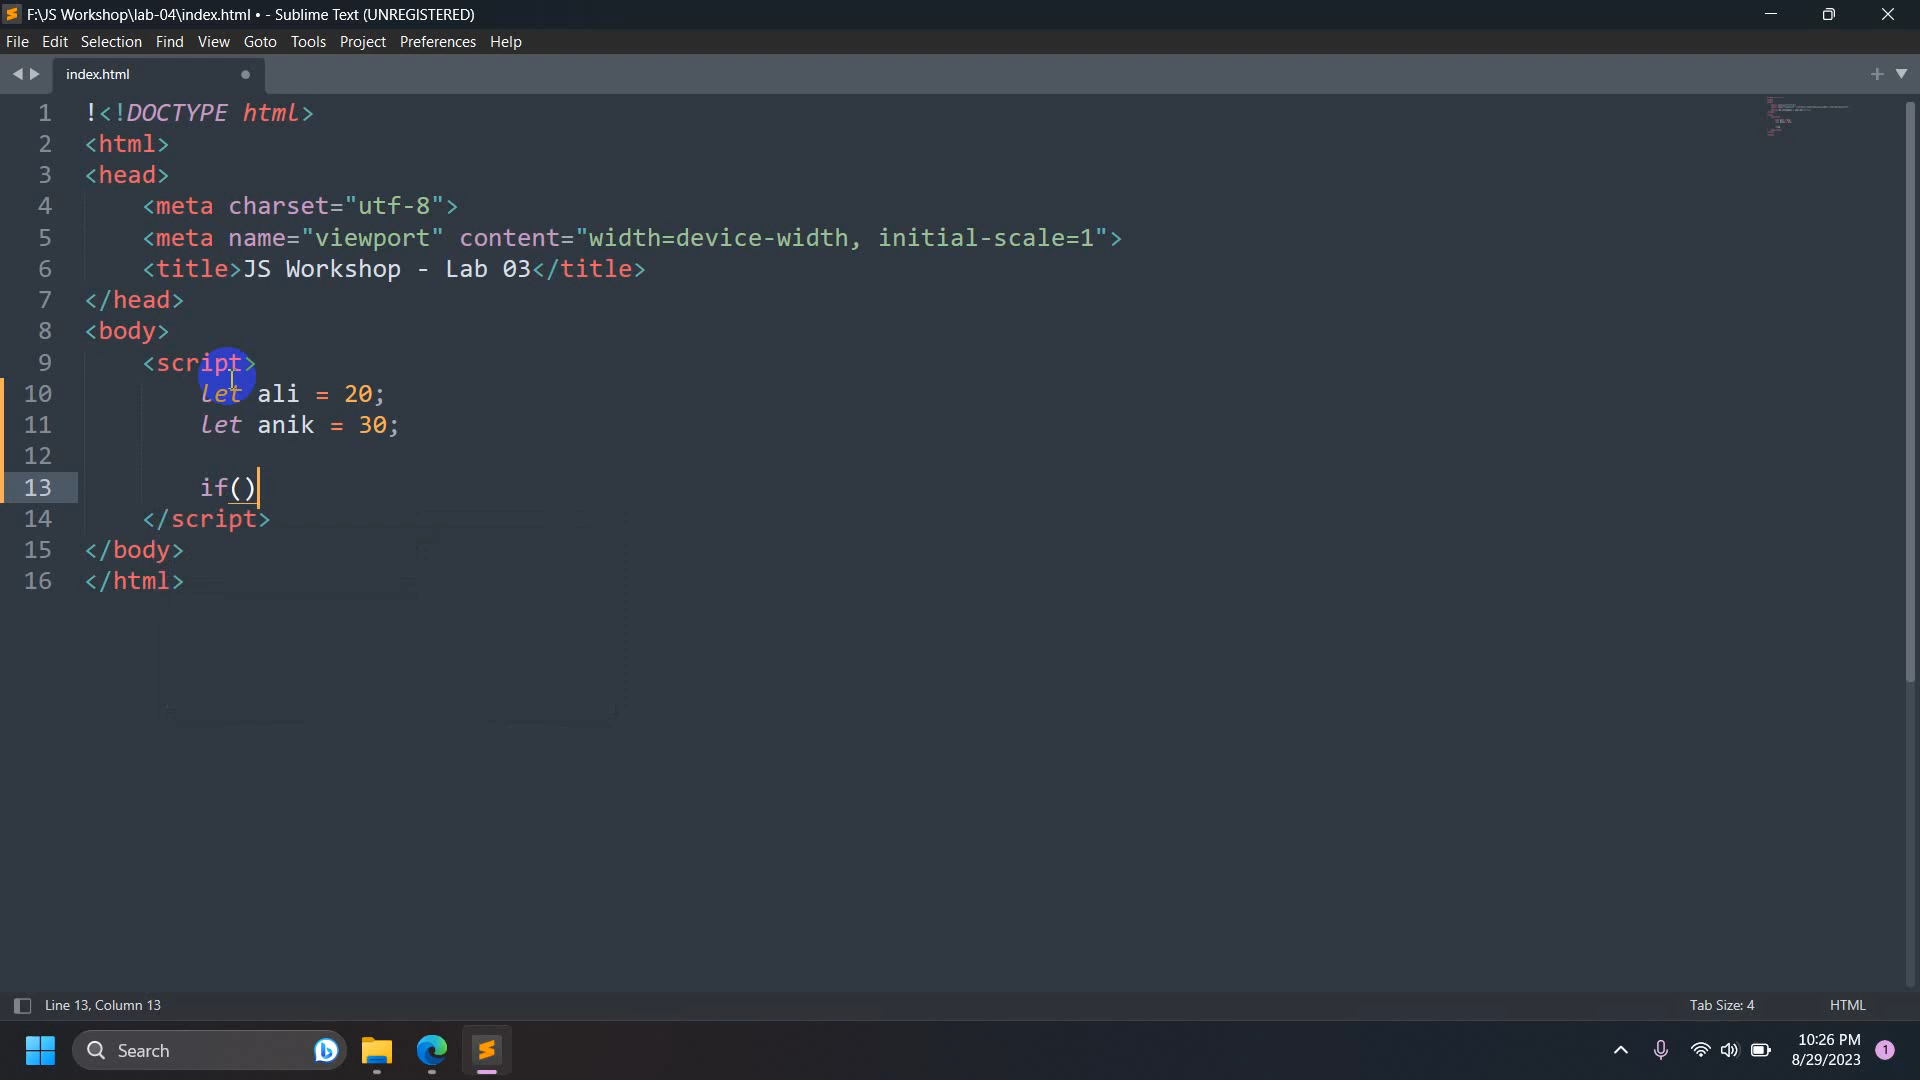 F:\JS Workshop\lab-04\index.html • - Sublime Text (UNREGISTERED)
File Edit Selection Find View Goto Tools Project Preferences Help
index.html
1 !<!DOCTYPE html>
2 <html>
3 <head>
4 <meta charset="utf-8">
5 <meta name="viewport" content="width=device-width, initial-scale=1">
6 <title>JS Workshop - Lab 03</title>
7 </head>
8 <body>
9 <script>
10 let ali = 20;
11 let anik = 30;
12
13 if()
14 </script>
15 </body>
16 </html>
Line 13, Column 13 Tab Size: 4 HTML
Search
10:26 PM
8/29/2023
1